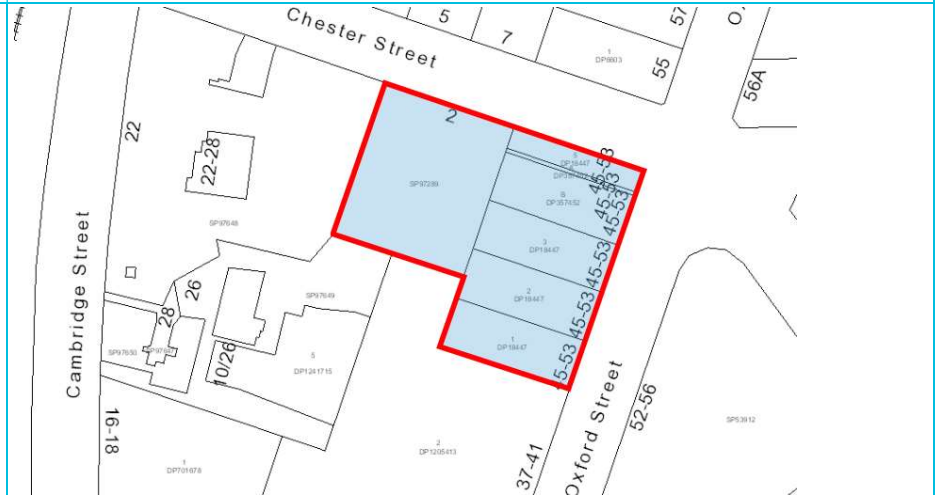 Chester Street
5
7
57
1
DP8603
55
56A
2
22
22-28
SP97289
5
DP18447
45-53
45-53
45-53
B
DP357452
3
DP18447
45-53
2
DP18447
45-53
1
DP18447
45-53
SP97648
Cambridge Street
26
28
SP97649
SP97650
10/26
5
DP1241715
16-18
1
DP701678
2
DP1205413
37-41
Oxford Street
52-56
SP53912